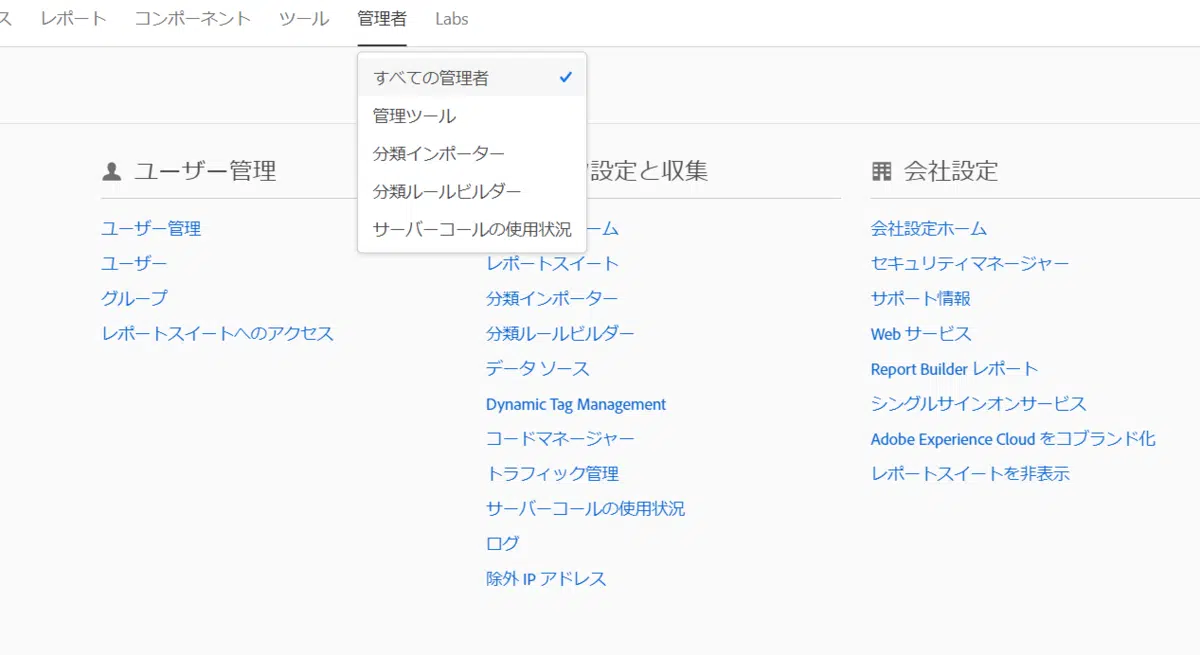 ス レポート コンポーネント ツール 管理者 Labs
すべての管理者
管理ツール
分類インポーター
分類ルールビルダー
サーバーコールの使用状況
ユーザー管理
ユーザー管理
ユーザー
グループ
レポートスイートへのアクセス
設定と収集
ーム
レポートスイート
分類インポーター
分類ルールビルダー
データ ソース
Dynamic Tag Management
コードマネージャー
トラフィック管理
サーバーコールの使用状況
ログ
除外 IP アドレス
会社設定
会社設定ホーム
セキュリティマネージャー
サポート情報
Web サービス
Report Builder レポート
シングルサインオンサービス
Adobe Experience Cloud をコブランド化
レポートスイートを非表示